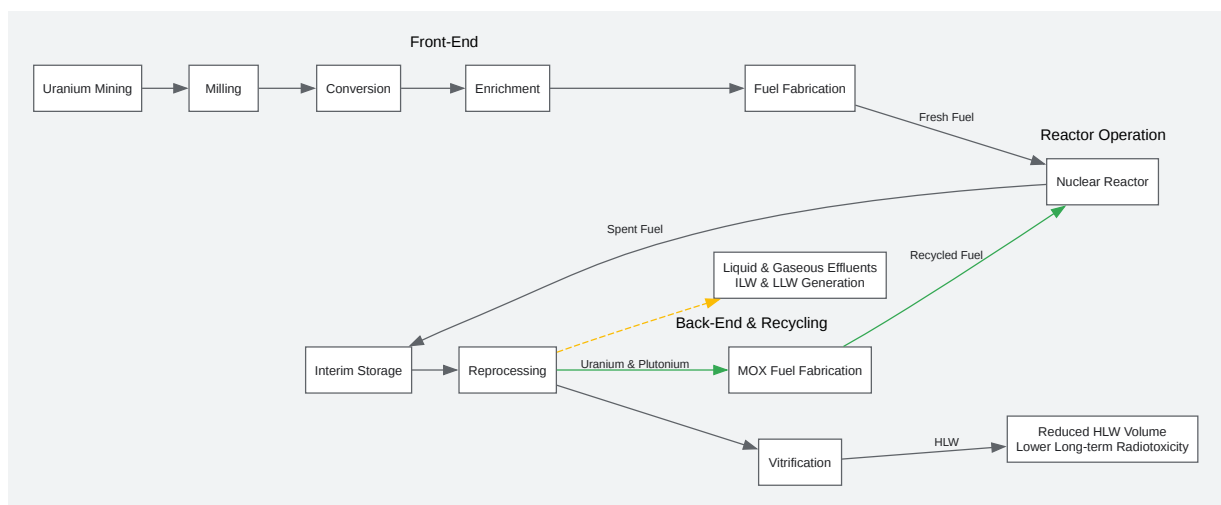 Front-End
Uranium Mining
Milling
Conversion
Enrichment
Fuel Fabrication
Fresh Fuel
Reactor Operation
Nuclear Reactor
Spent Fuel
Recycled Fuel
Liquid & Gaseous Effluents
ILW & LLW Generation
Back-End & Recycling
Interim Storage
Reprocessing
Uranium & Plutonium
MOX Fuel Fabrication
Vitrification
HLW
Reduced HLW Volume
Lower Long-term Radiotoxicity